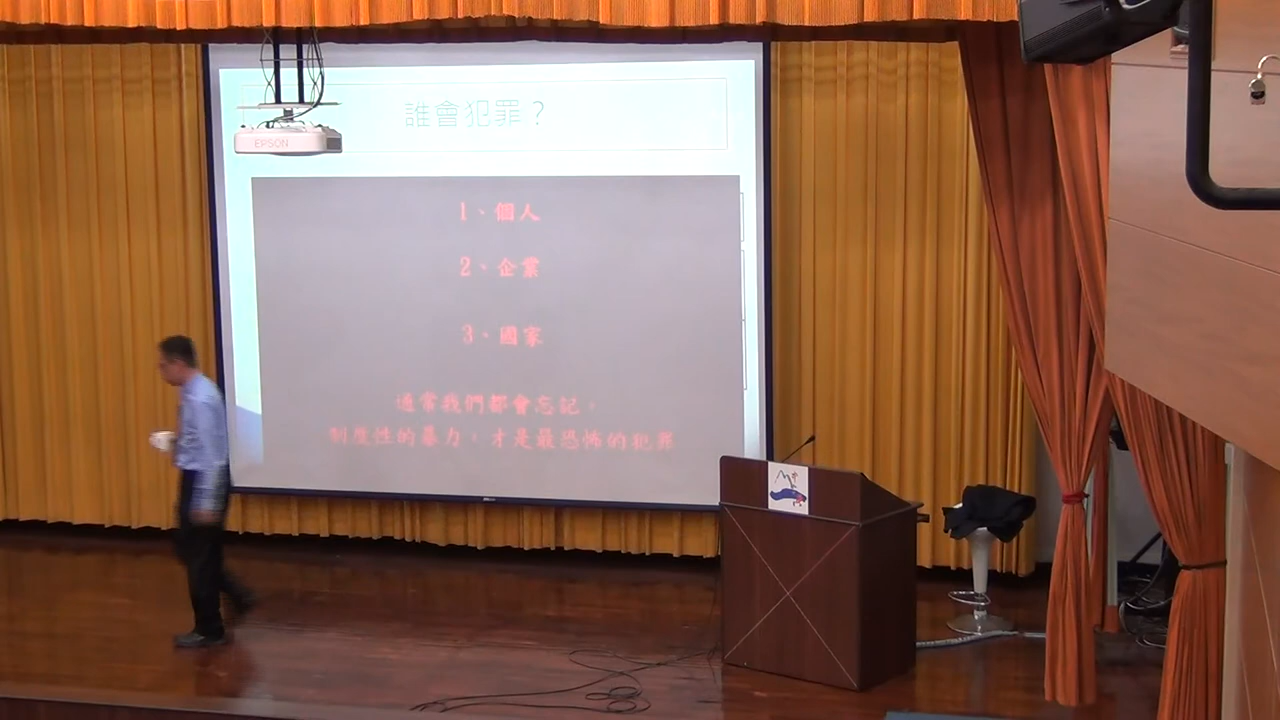 誰會犯罪？
EPSON
1、個人
2、企業
3、國家
通常我們都會忘記，
制度性的暴力，才是最恐怖的犯罪